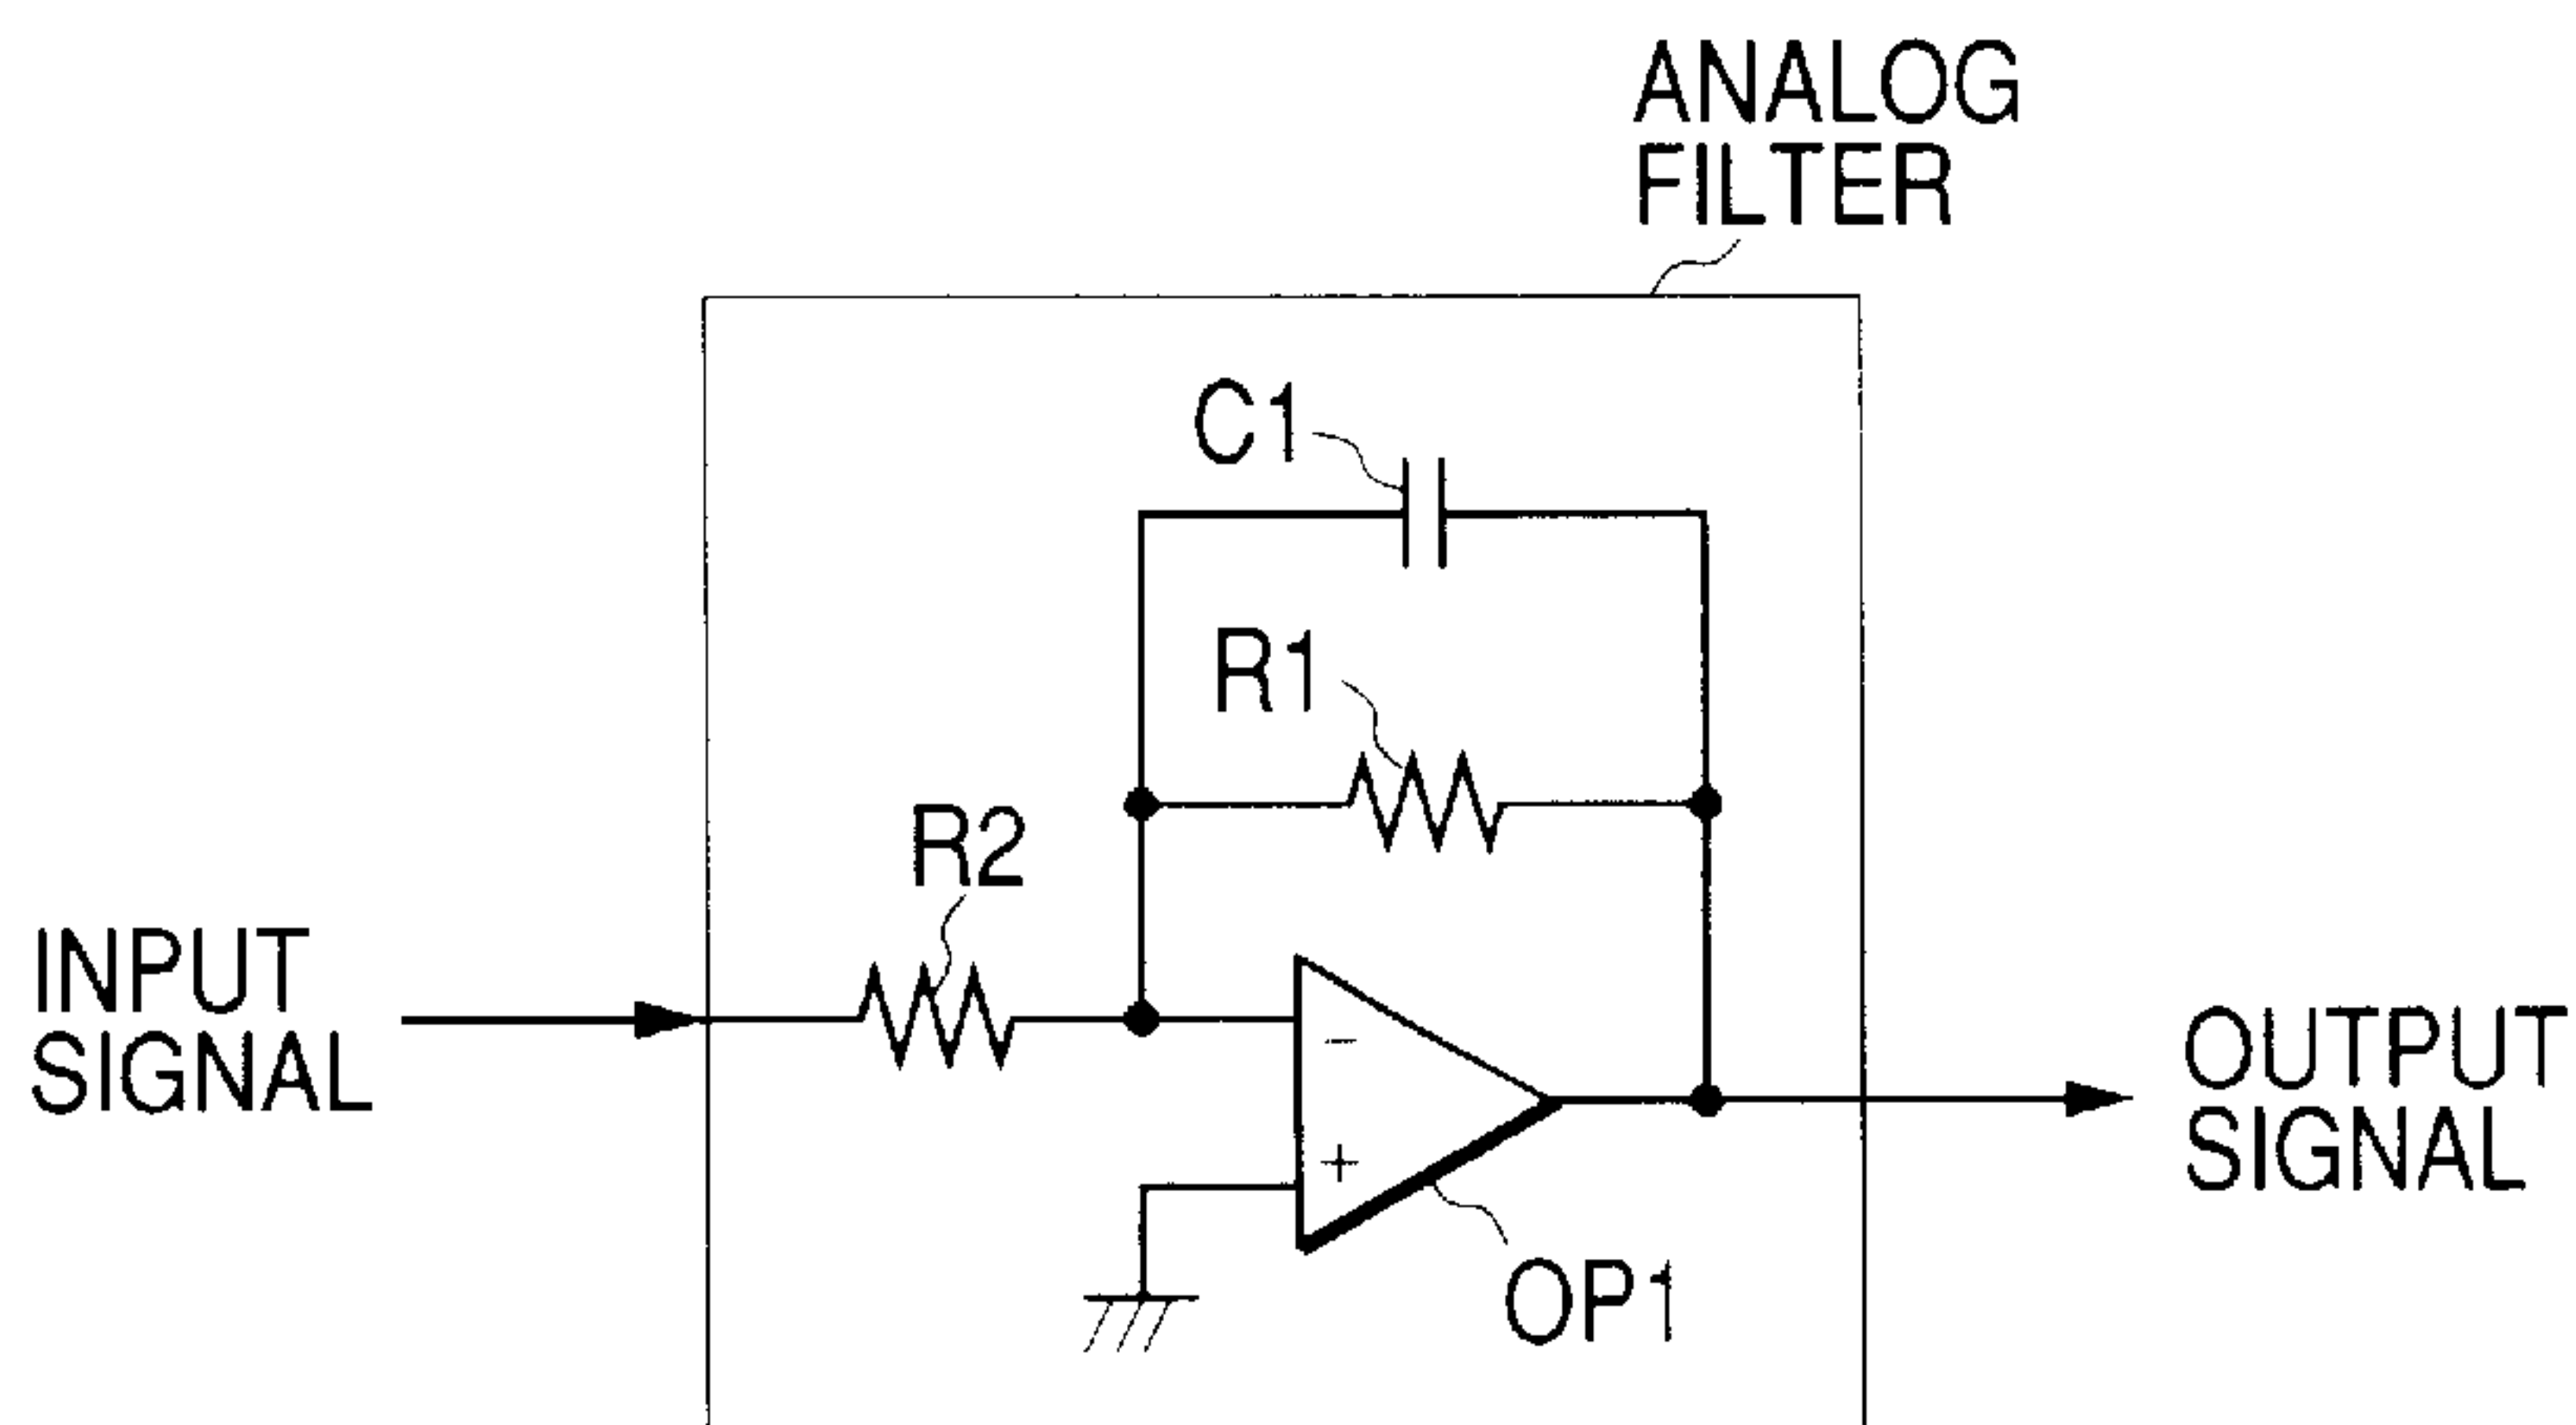 ANALOG
FILTER
C1
R1
R2
INPUT
SIGNAL
−
+
OUTPUT
SIGNAL
OP1